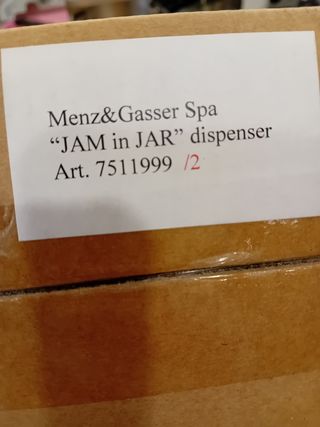 Menz&Gasser Spa
“JAM in JAR” dispenser
Art. 7511999 /2